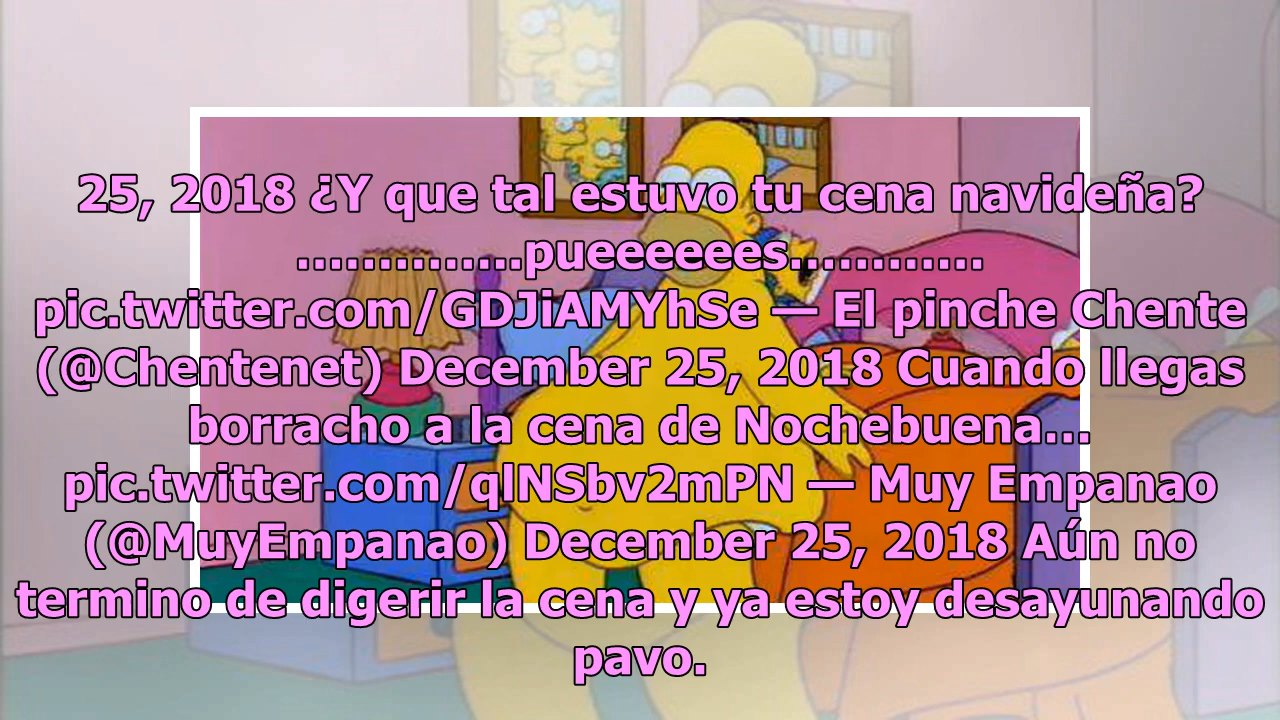 25, 2018 ¿Y que tal estuvo tu cena navideña?
..............pueeeeees............
pic.twitter.com/GDJiAMYhSe — El pinche Chente
(@Chentenet) December 25, 2018 Cuando llegas
borracho a la cena de Nochebuena...
pic.twitter.com/qlNSbv2mPN — Muy Empanao
(@MuyEmpanao) December 25, 2018 Aún no
termino de digerir la cena y ya estoy desayunando
pavo.